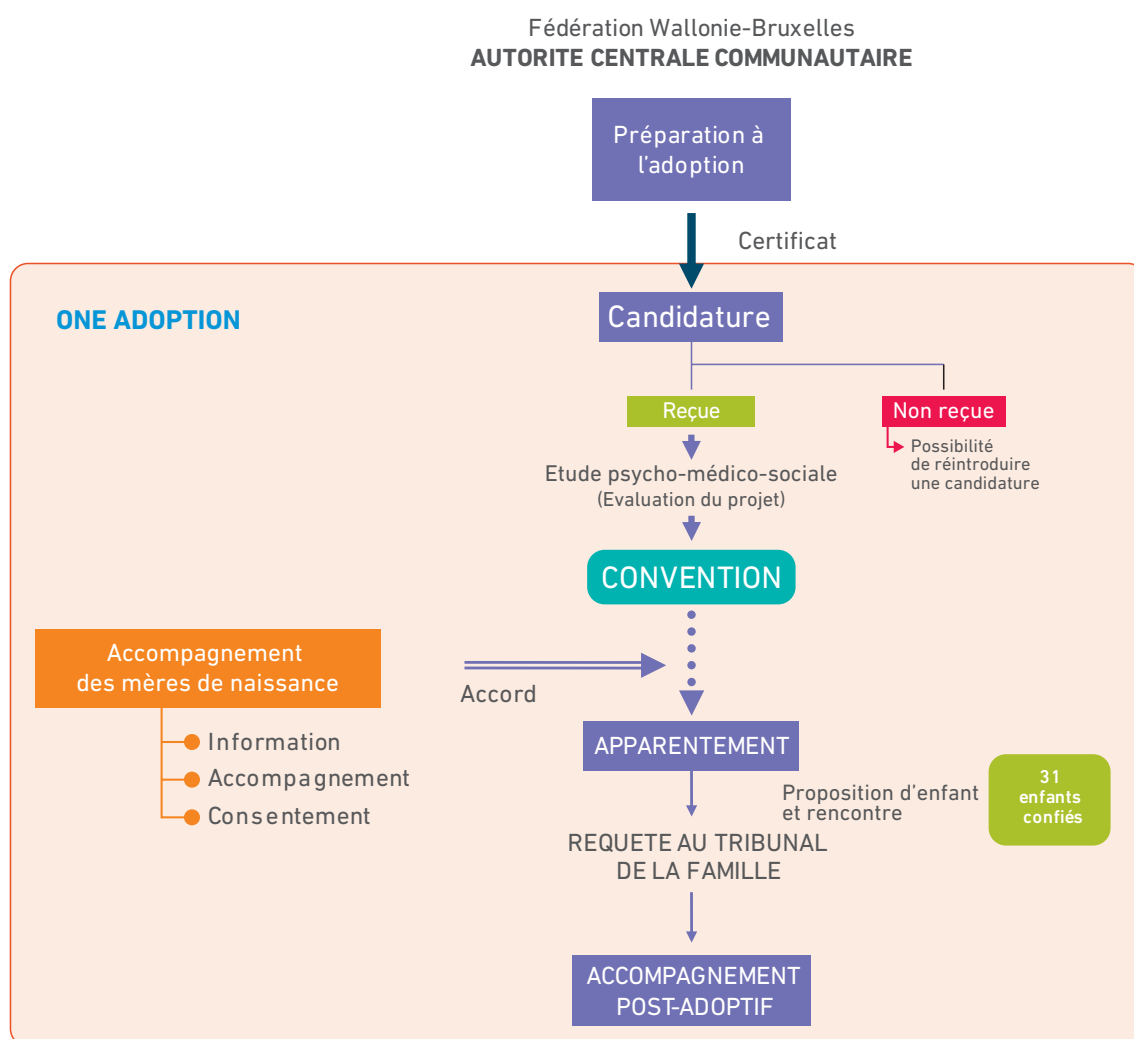 Fédération Wallonie-Bruxelles
AUTORITE CENTRALE COMMUNAUTAIRE
Préparation à
l'adoption
Certificat
ONE ADOPTION
Candidature
Reçue
Non reçue
Possibilité
de réintroduire
une candidature
Etude psycho-médico-sociale
(Evaluation du projet)
CONVENTION
Accompagnement
des mères de naissance
Accord
Information
Accompagnement
Consentement
APPARENTEMENT
Proposition d'enfant
et rencontre
31
enfants
confiés
REQUETE AU TRIBUNAL
DE LA FAMILLE
ACCOMPAGNEMENT
POST-ADOPTIF